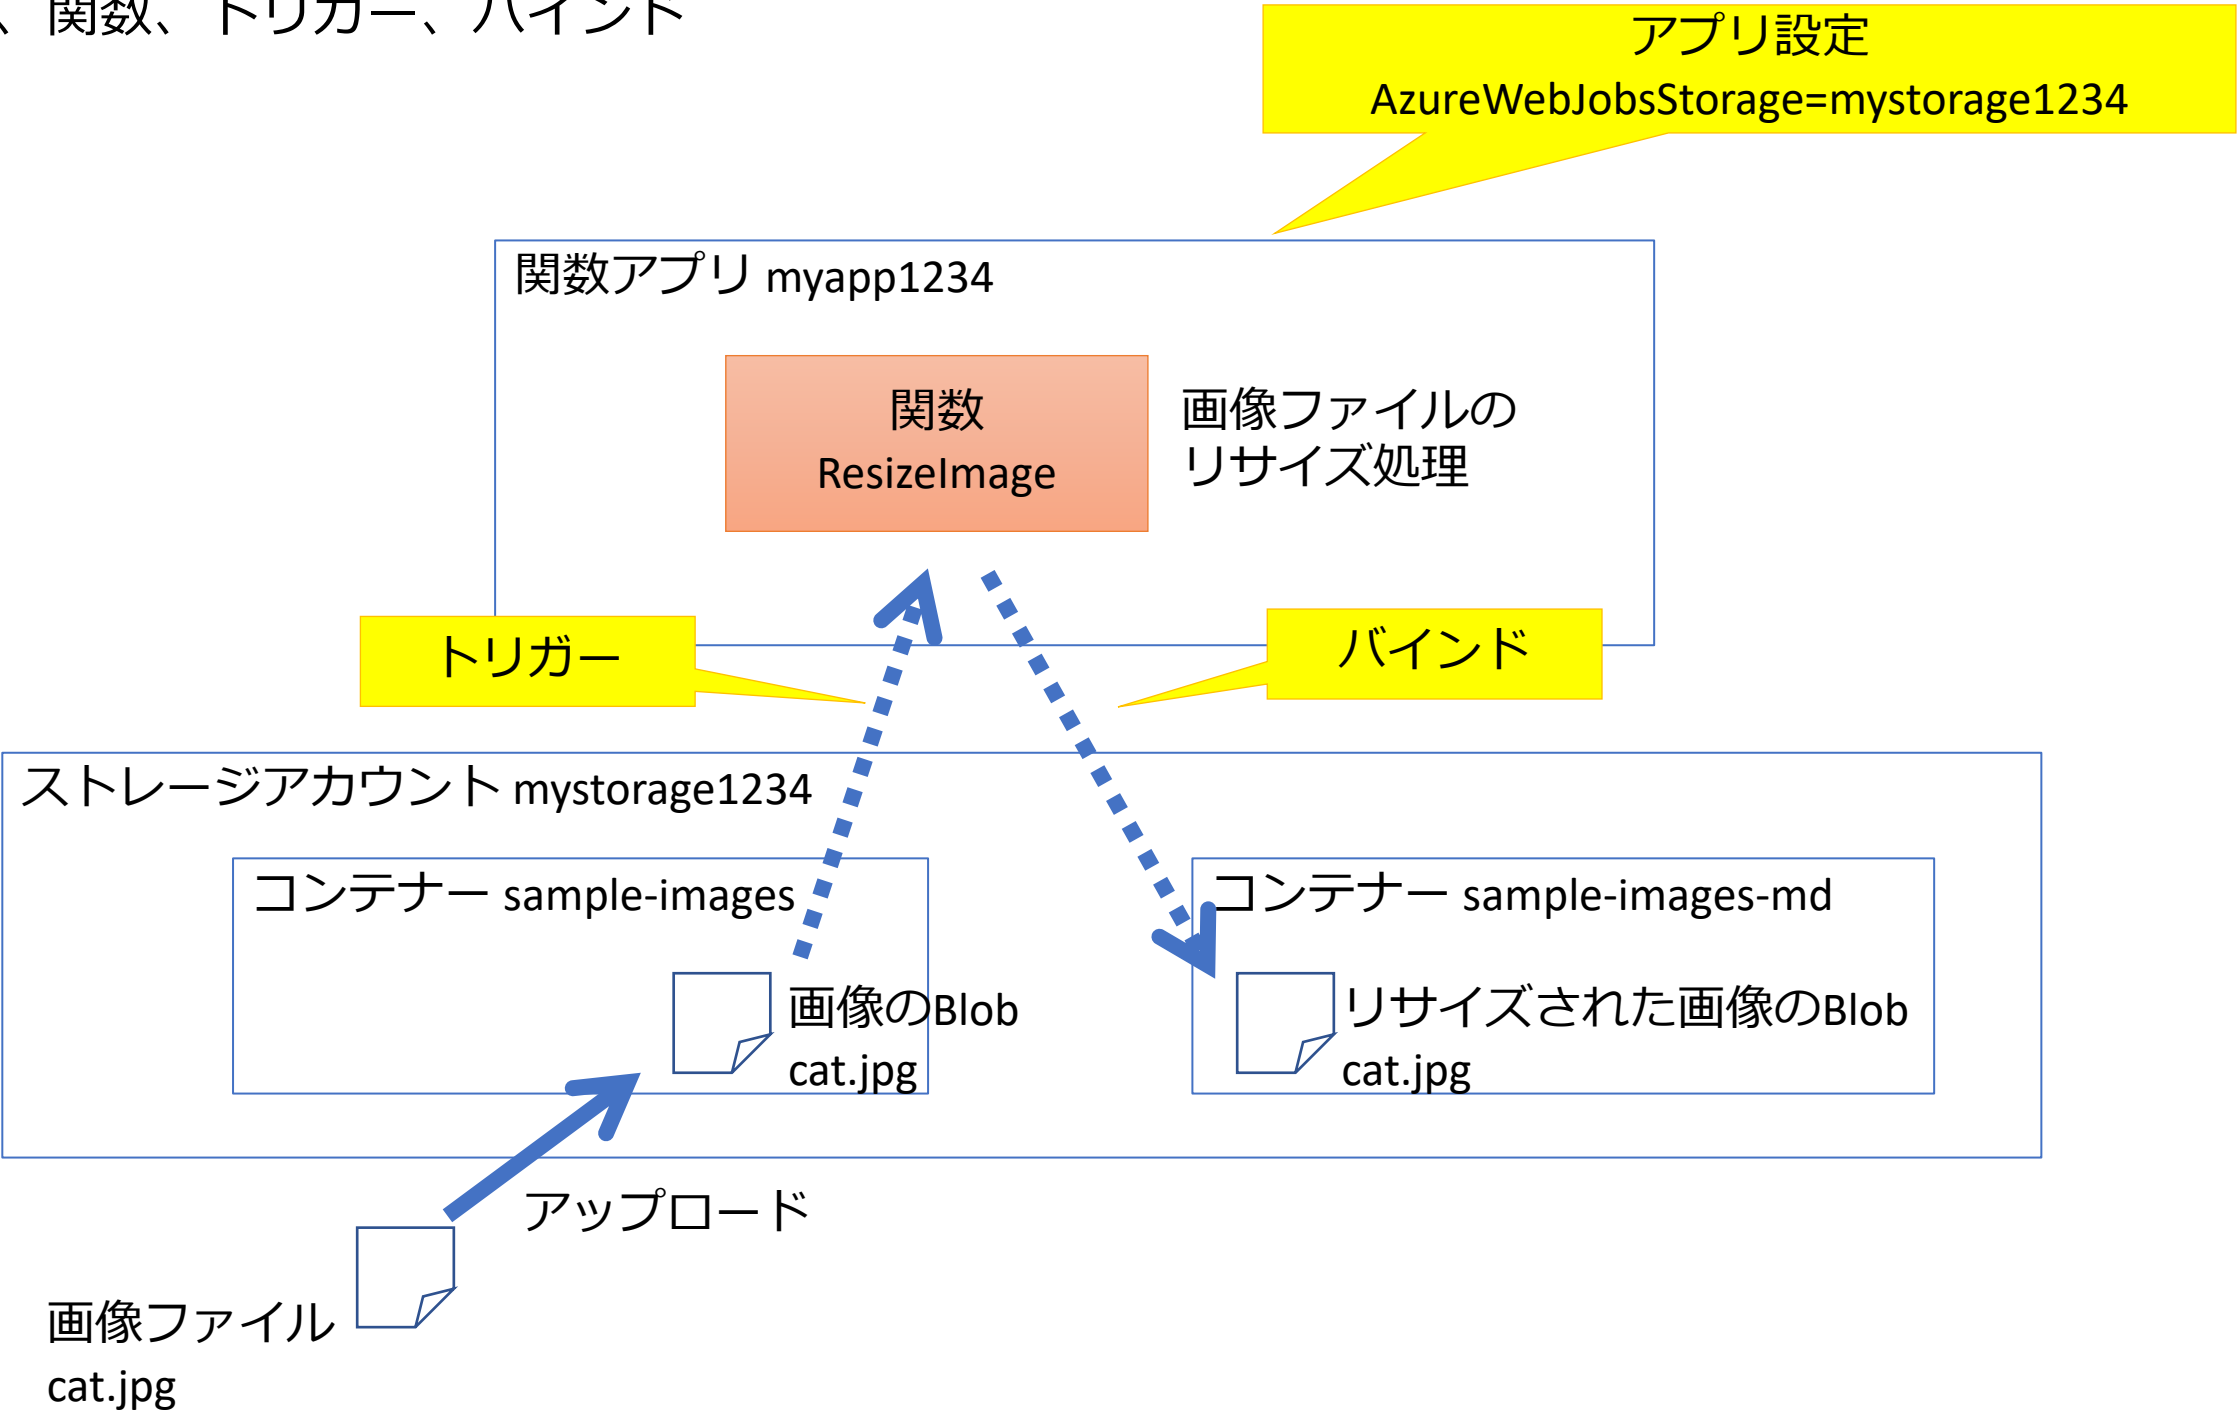 、関数、トリガー、バインド
アプリ設定
AzureWebJobsStorage=mystorage1234
関数アプリ myapp1234
関数
ResizeImage
画像ファイルの
リサイズ処理
トリガー
バインド
ストレージアカウント mystorage1234
コンテナー sample-images
コンテナー sample-images-md
画像のBlob
cat.jpg
リサイズされた画像のBlob
cat.jpg
アップロード
画像ファイル
cat.jpg